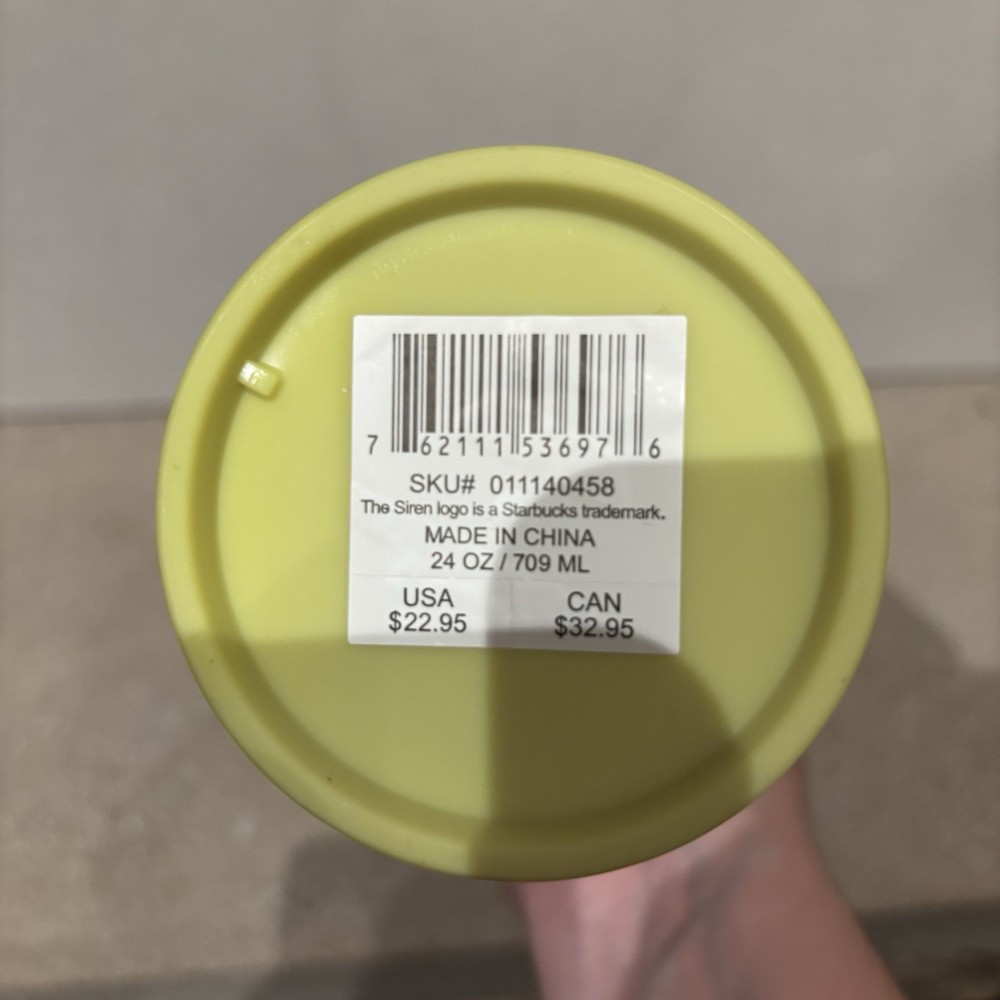 7 62111 53697 6
SKU# 011140458
The Siren logo is a Starbucks trademark.
MADE IN CHINA
24 OZ / 709 ML
USA CAN
$22.95 $32.95